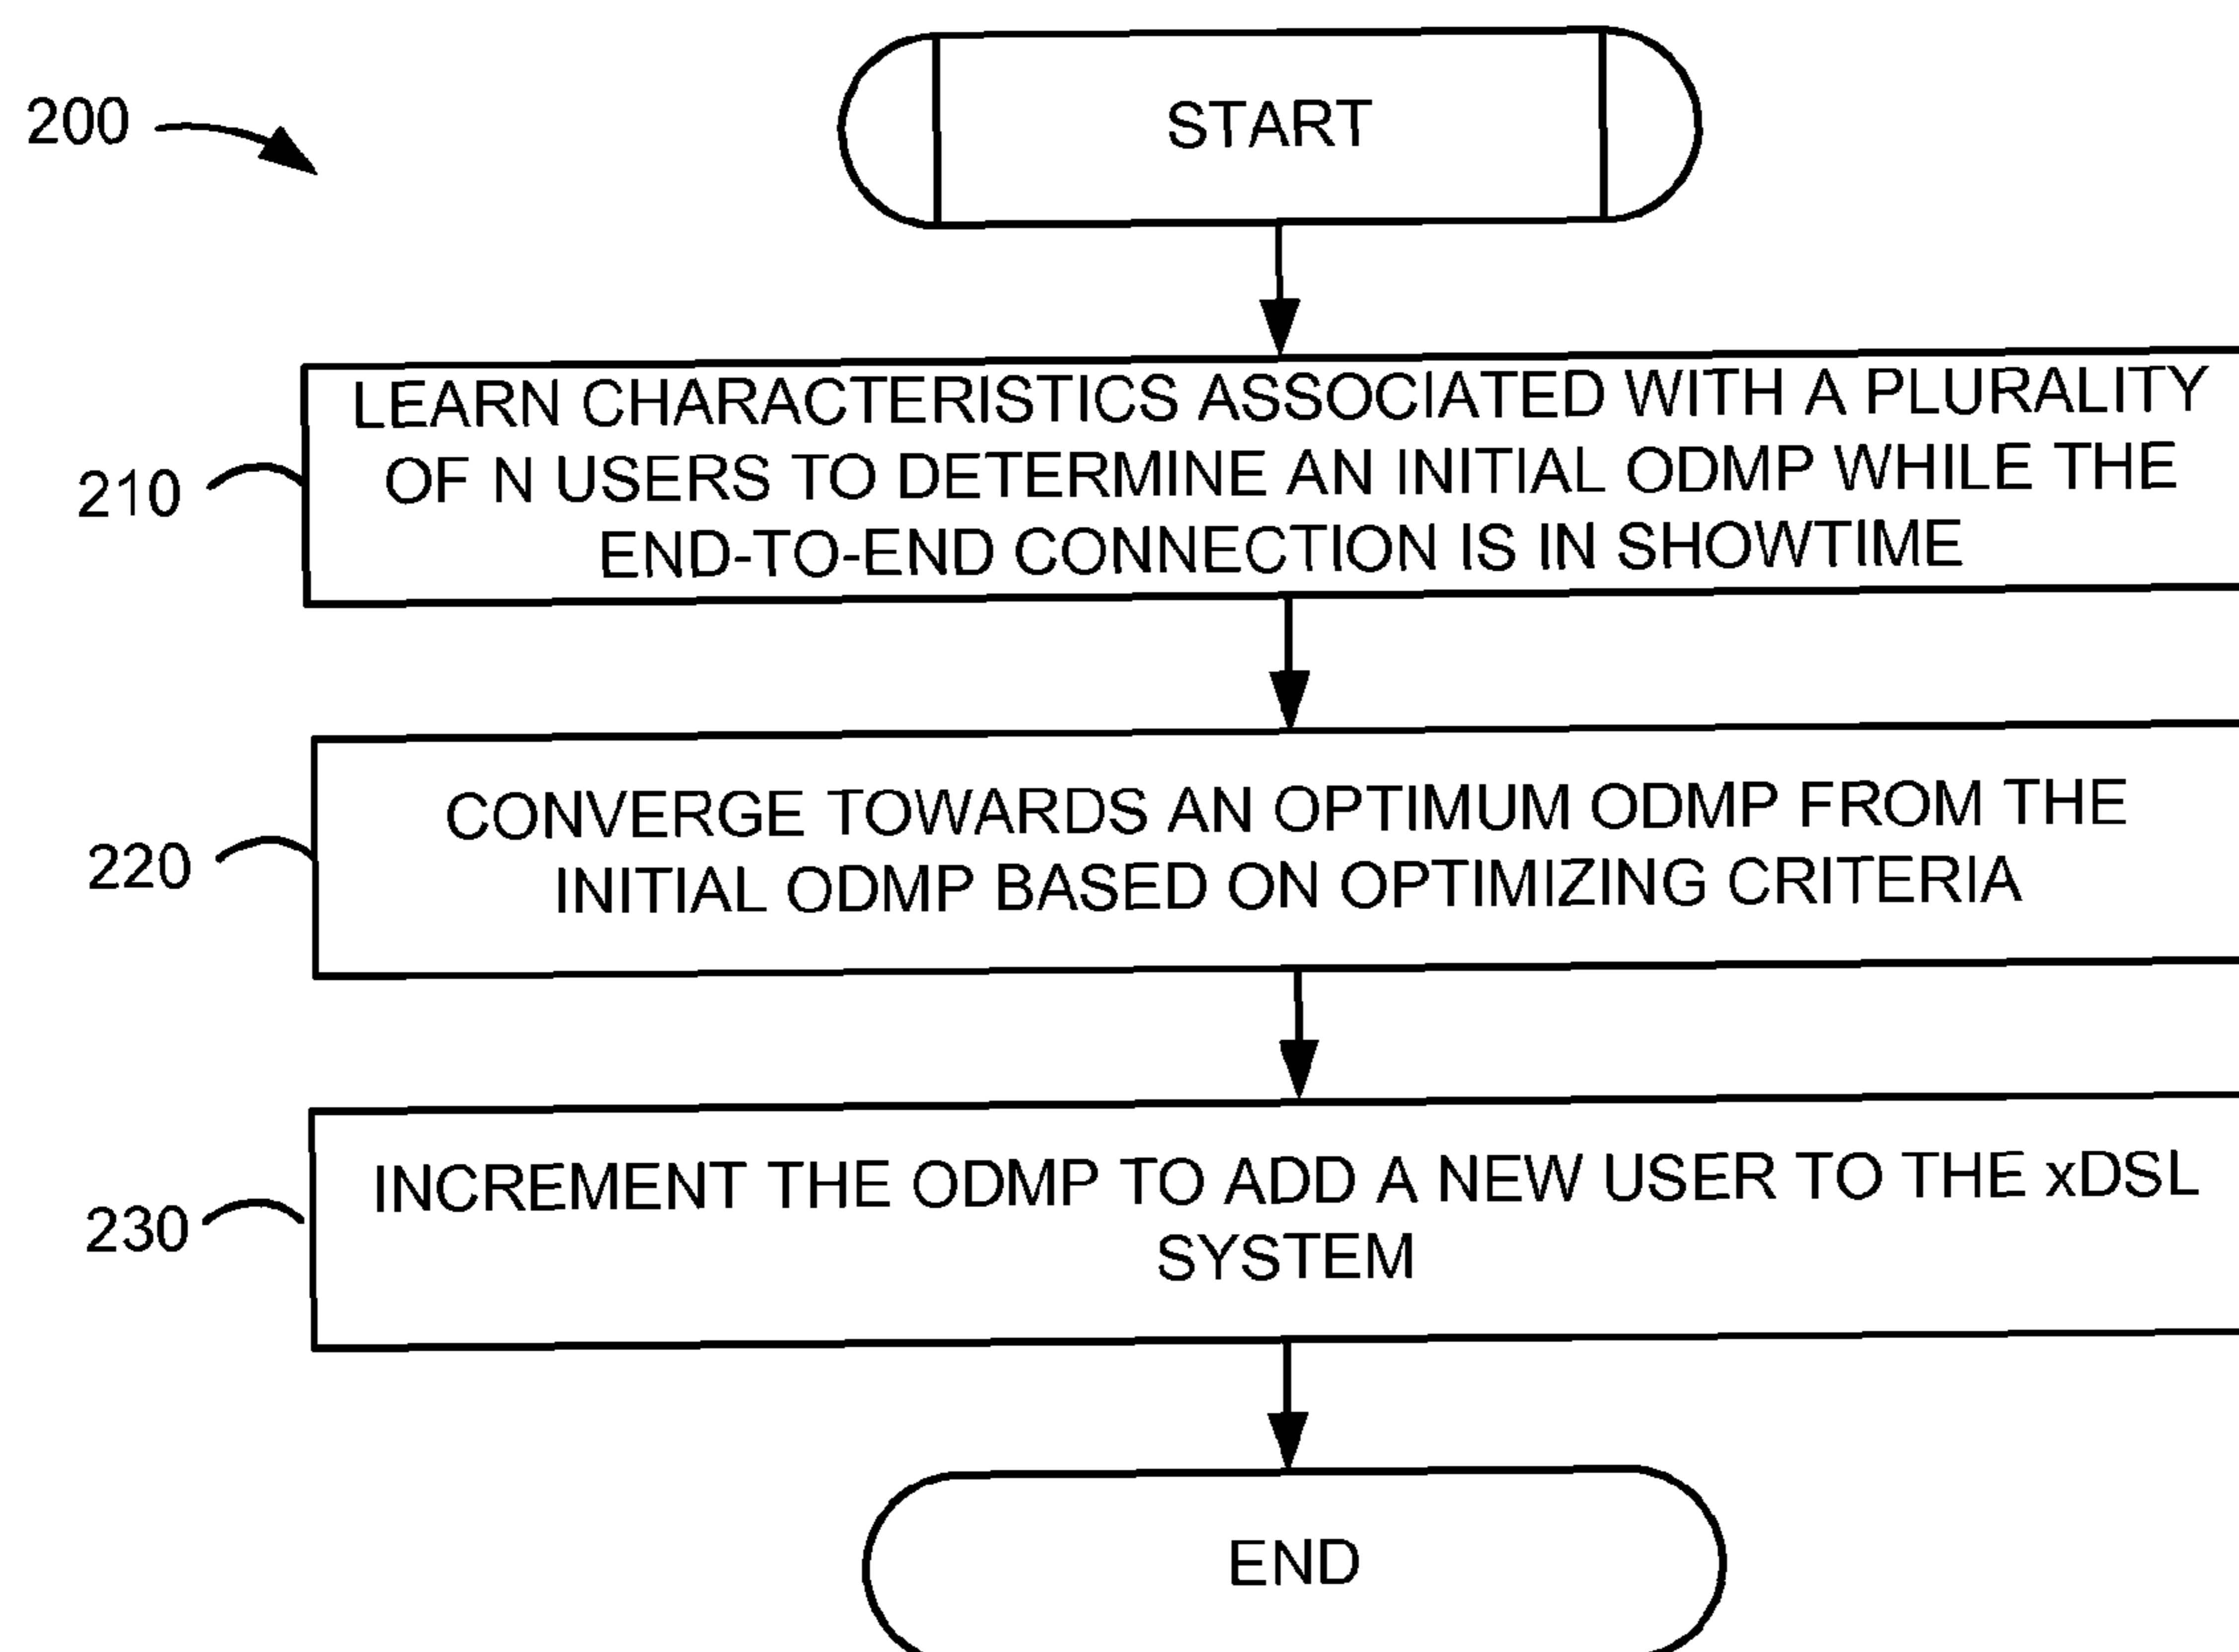 200
START
210
LEARN CHARACTERISTICS ASSOCIATED WITH A PLURALITY
OF N USERS TO DETERMINE AN INITIAL ODMP WHILE THE
END-TO-END CONNECTION IS IN SHOWTIME
220
CONVERGE TOWARDS AN OPTIMUM ODMP FROM THE
INITIAL ODMP BASED ON OPTIMIZING CRITERIA
230
INCREMENT THE ODMP TO ADD A NEW USER TO THE xDSL
SYSTEM
END